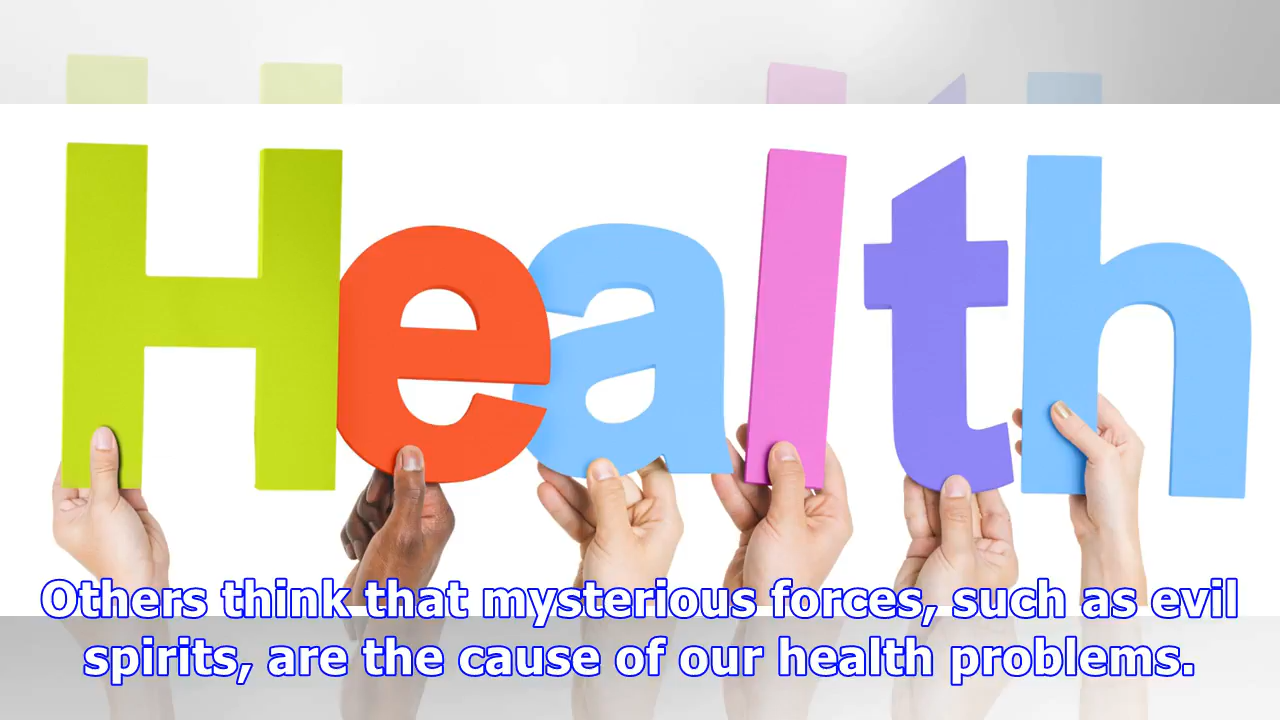 Health
Others think that mysterious forces, such as evil
spirits, are the cause of our health problems.